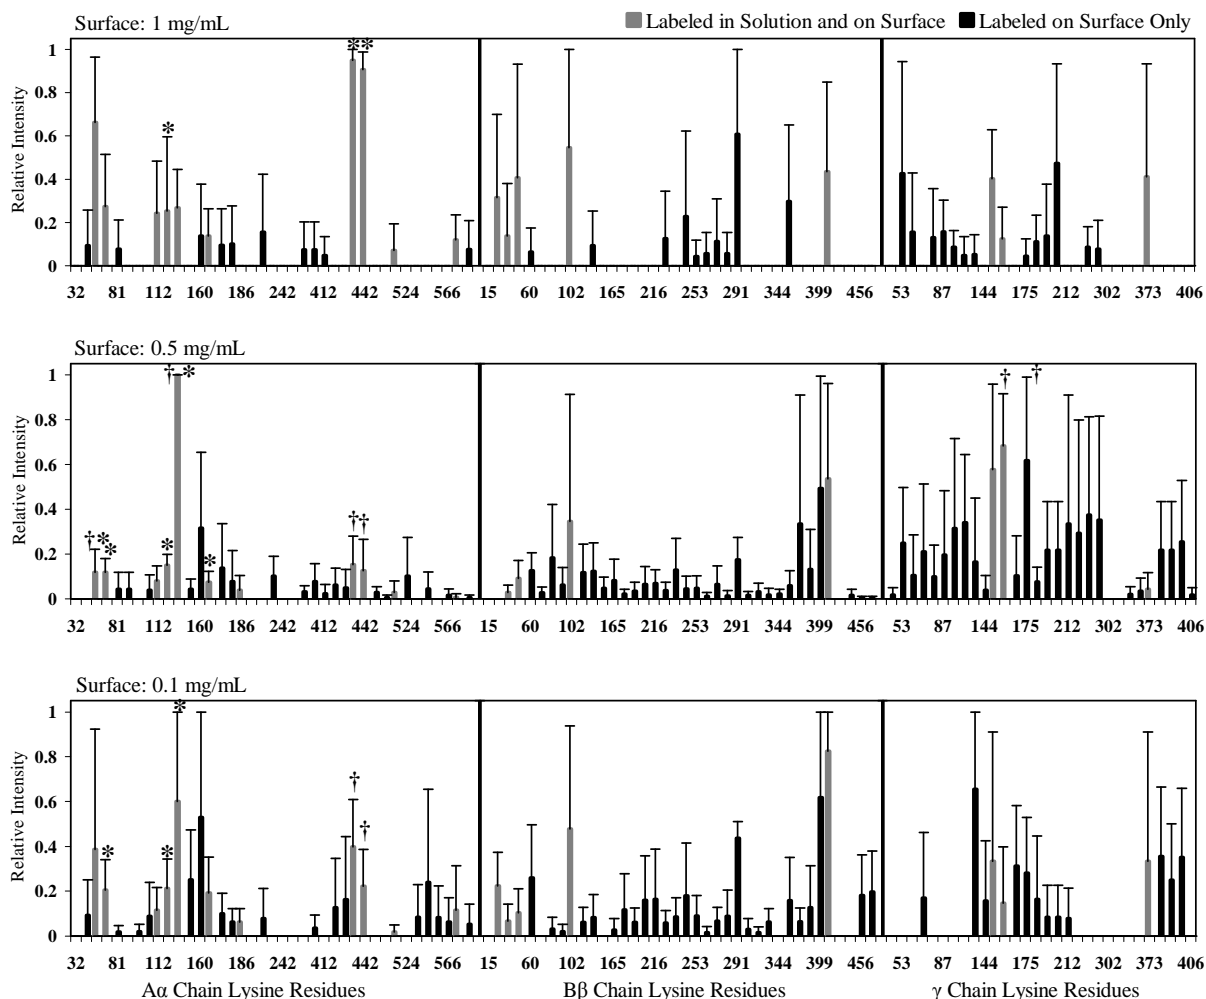 Surface: 1 mg/mL
Labeled in Solution and on Surface Labeled on Surface Only
Relative Intensity
1
0.8
0.6
0.4
0.2
0
* ** 
32 81 112 160 186 242 412 442 524 566 15 60 102 166 216 253 291 344 399 456 53 87 144 175 212 302 373 406
Surface: 0.5 mg/mL
Relative Intensity
1
0.8
0.6
0.4
0.2
0
† * † †
† * * * * † †
32 81 112 160 186 242 412 442 524 566 15 60 102 166 216 253 291 344 399 456 53 87 144 175 212 302 373 406
Surface: 0.1 mg/mL
Relative Intensity
1
0.8
0.6
0.4
0.2
0
*
* * † †
32 81 112 160 186 242 412 442 524 566 15 60 102 166 216 253 291 344 399 456 53 87 144 175 212 302 373 406
Aα Chain Lysine Residues Bβ Chain Lysine Residues γ Chain Lysine Residues